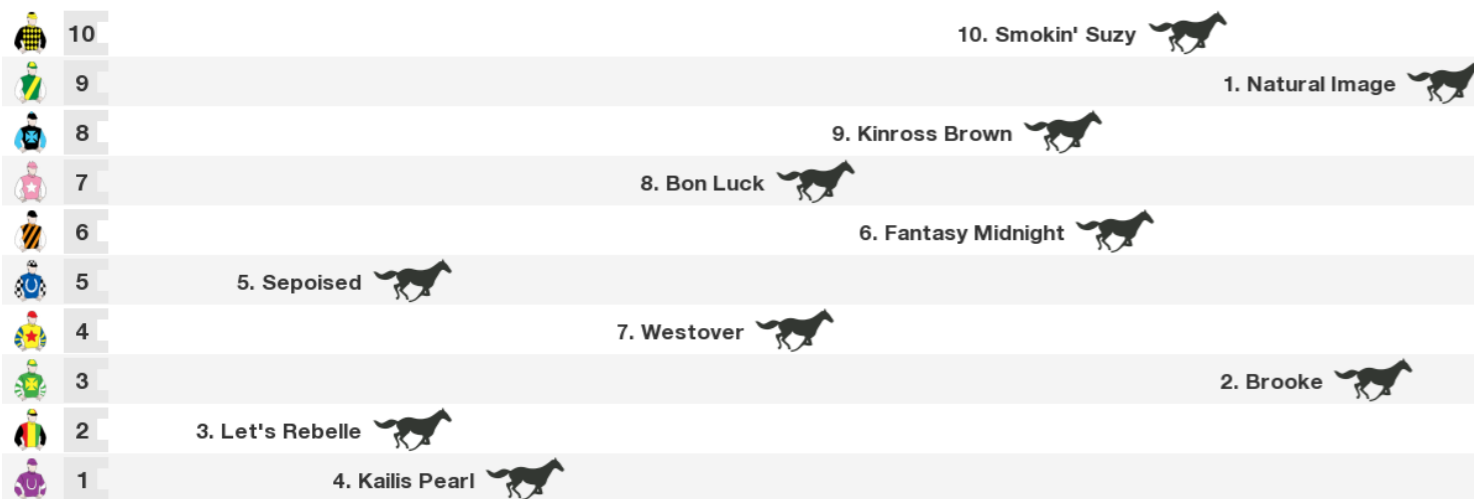 10 10. Smokin' Suzy
9 1. Natural Image
8 9. Kinross Brown
7 8. Bon Luck
6 6. Fantasy Midnight
5 5. Sepoised
4 7. Westover
3 2. Brooke
2 3. Let's Rebelle
1 4. Kailis Pearl